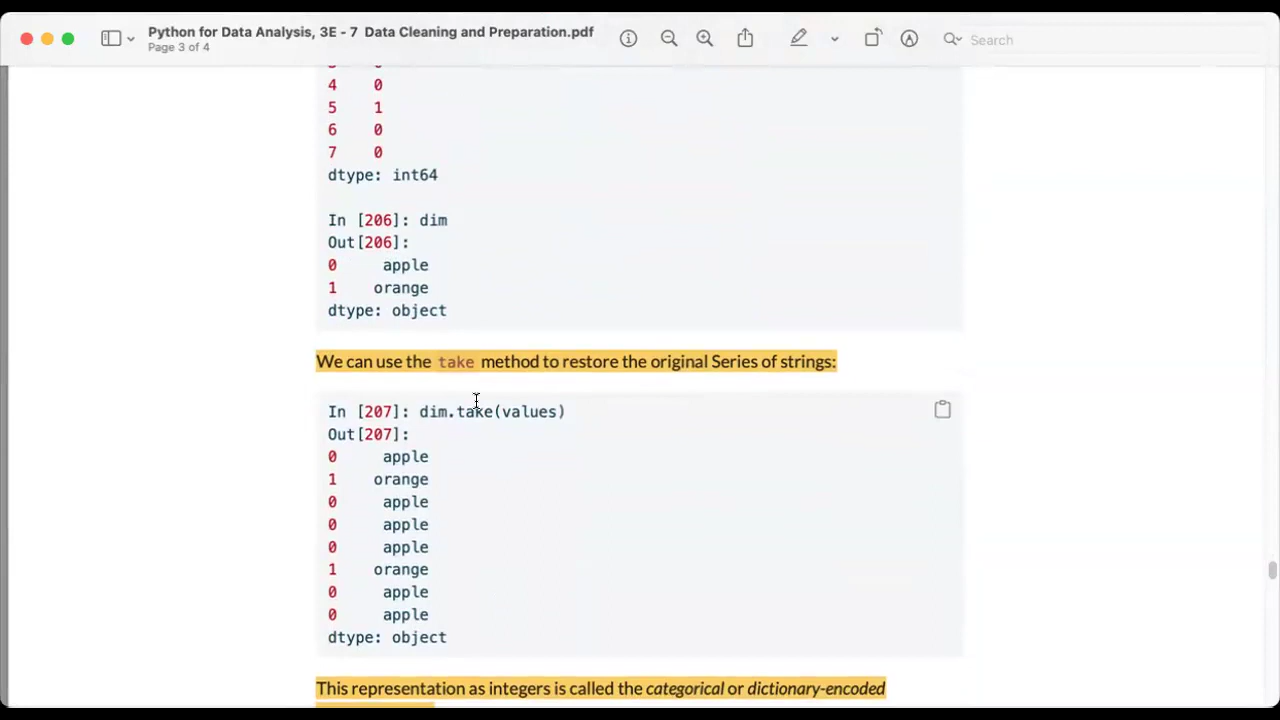 Python for Data Analysis, 3E - 7 Data Cleaning and Preparation.pdf
Page 3 of 4
Search
4 0
5 1
6 0
7 0
dtype: int64
In [206]: dim
Out[206]:
0 apple
1 orange
dtype: object
We can use the take method to restore the original Series of strings:
In [207]: dim.take(values)
Out[207]:
0 apple
1 orange
0 apple
0 apple
0 apple
1 orange
0 apple
0 apple
dtype: object
This representation as integers is called the categorical or dictionary-encoded